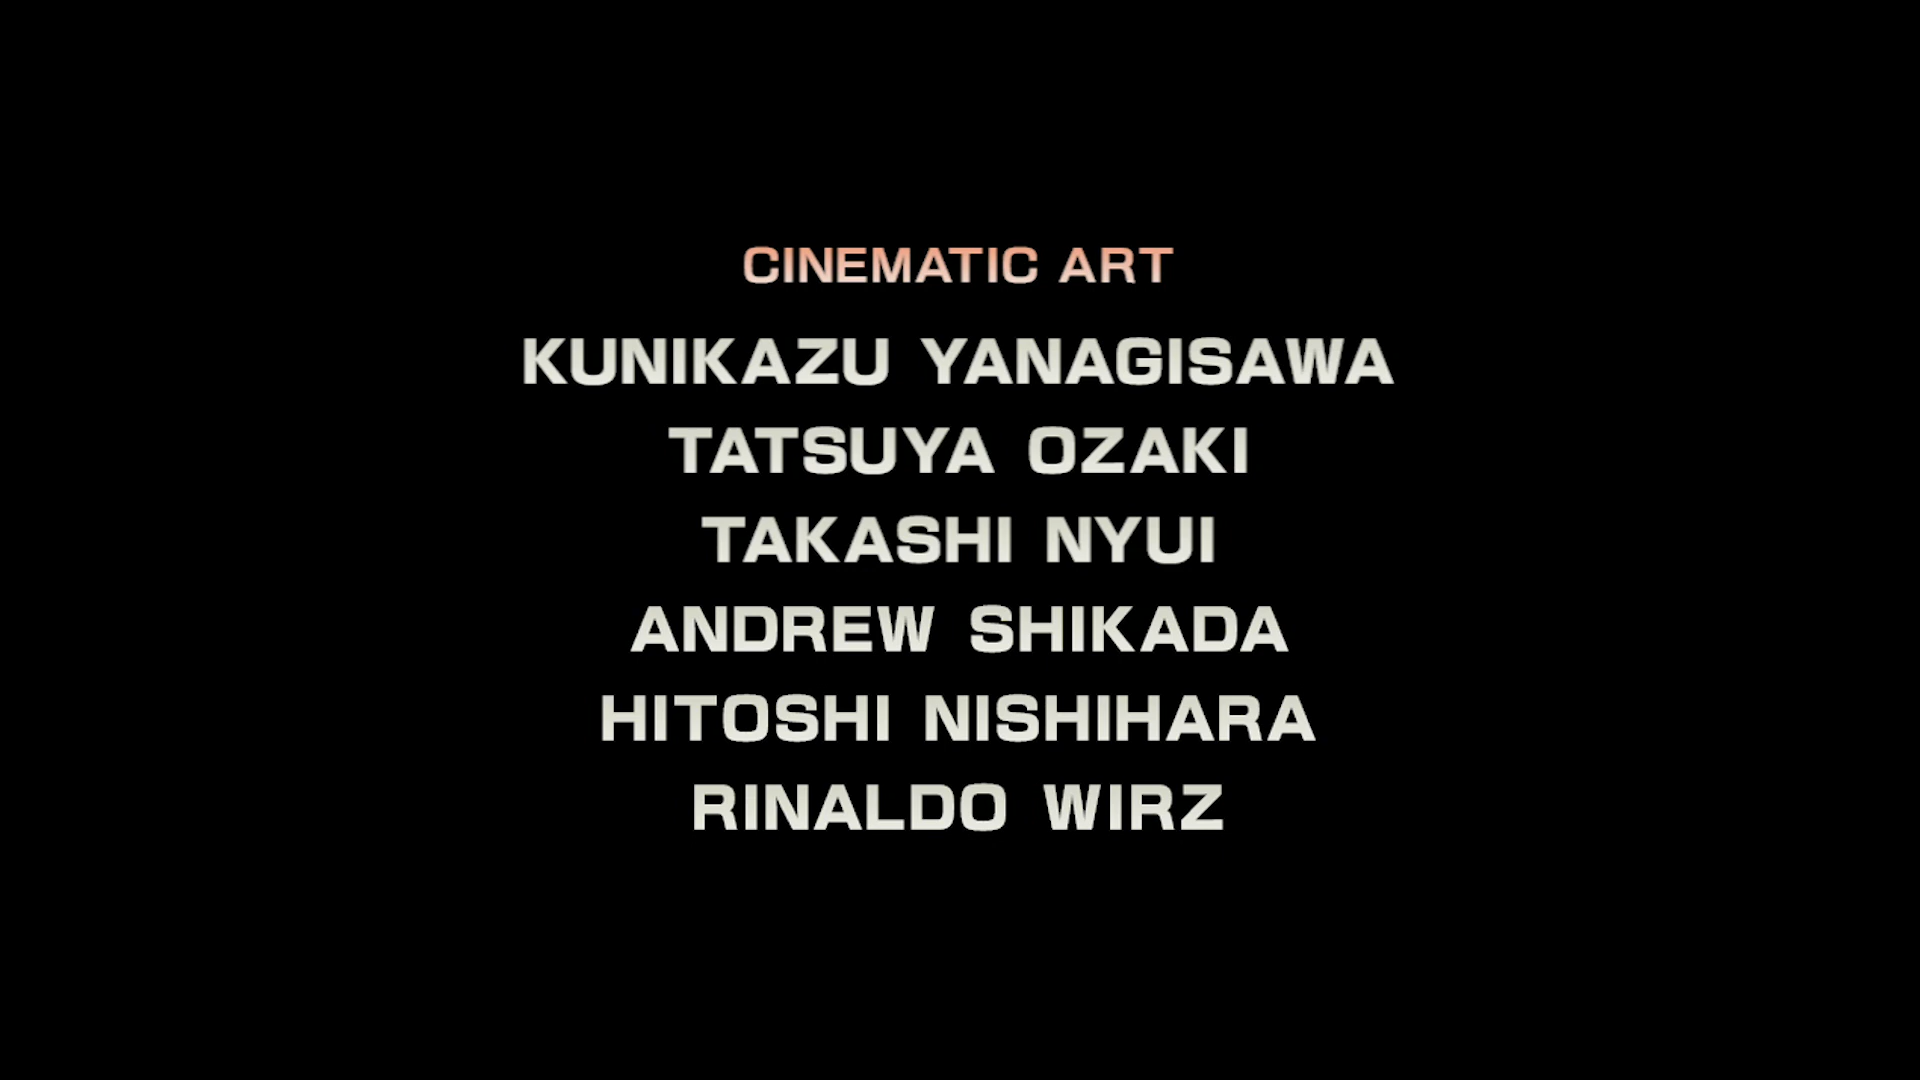 CINEMATIC ART
KUNIKAZU YANAGISAWA
TATSUYA OZAKI
TAKASHI NYUI
ANDREW SHIKADA
HITOSHI NISHIHARA
RINALDO WIRZ